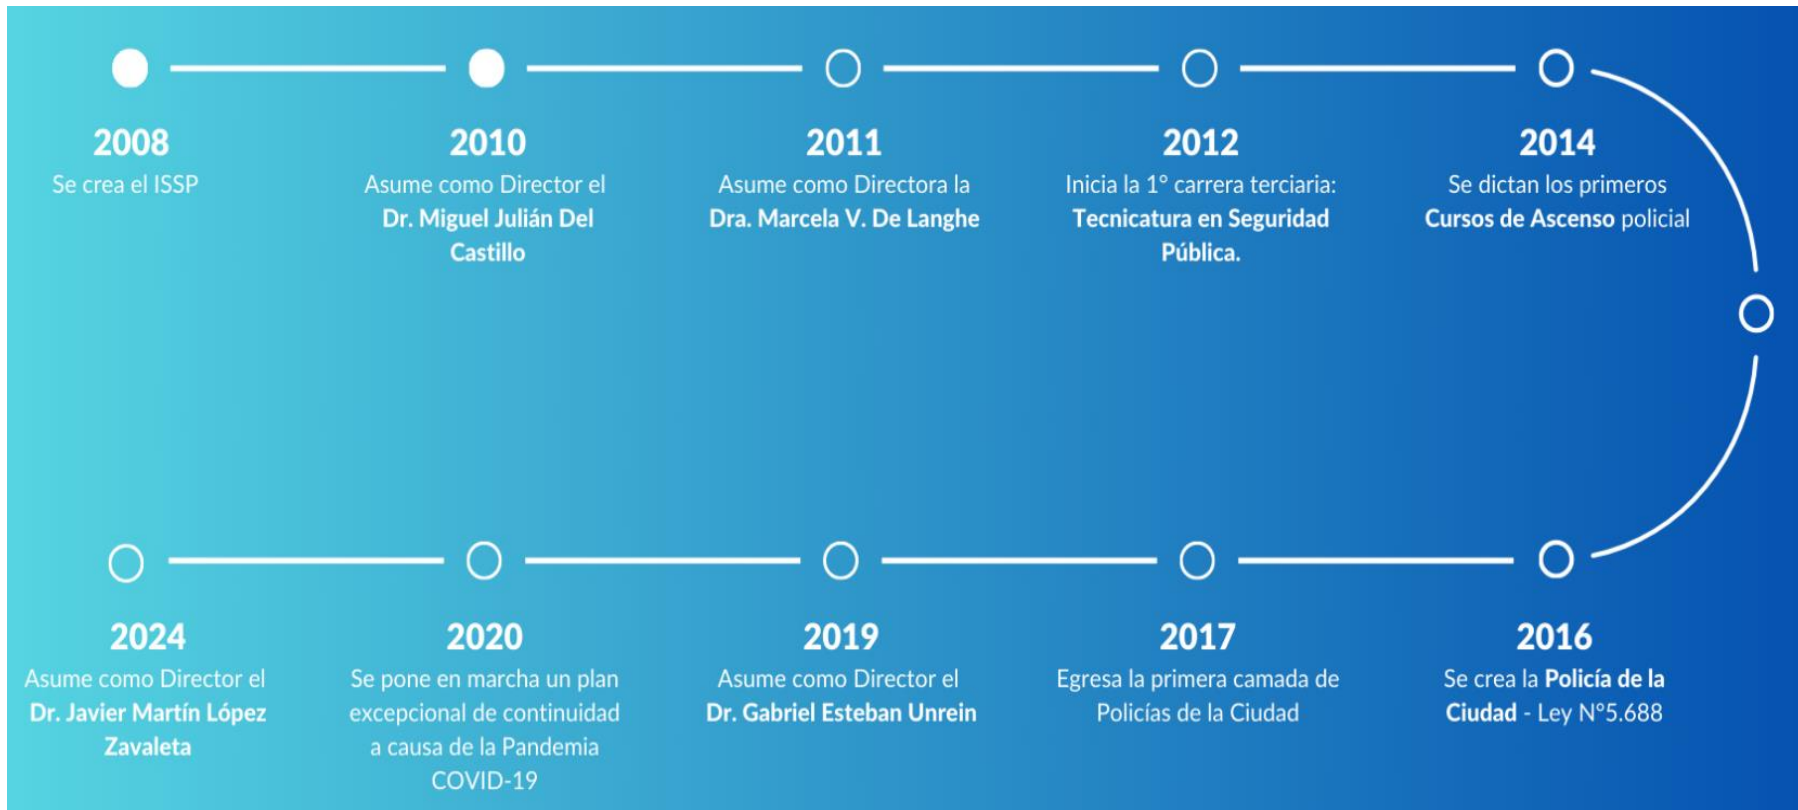 2008
Se crea el ISSP
2010
Asume como Director el
Dr. Miguel Julián Del
Castillo
2011
Asume como Directora la
Dra. Marcela V. De Langhe
2012
Inicia la 1° carrera terciaria:
Tecnicatura en Seguridad
Pública.
2014
Se dictan los primeros
Cursos de Ascenso policial
2016
Se crea la Policía de la
Ciudad - Ley N°5.688
2017
Egresa la primera camada de
Policías de la Ciudad
2019
Asume como Director el
Dr. Gabriel Esteban Unrein
2020
Se pone en marcha un plan
excepcional de continuidad
a causa de la Pandemia
COVID-19
2024
Asume como Director el
Dr. Javier Martín López
Zavaleta